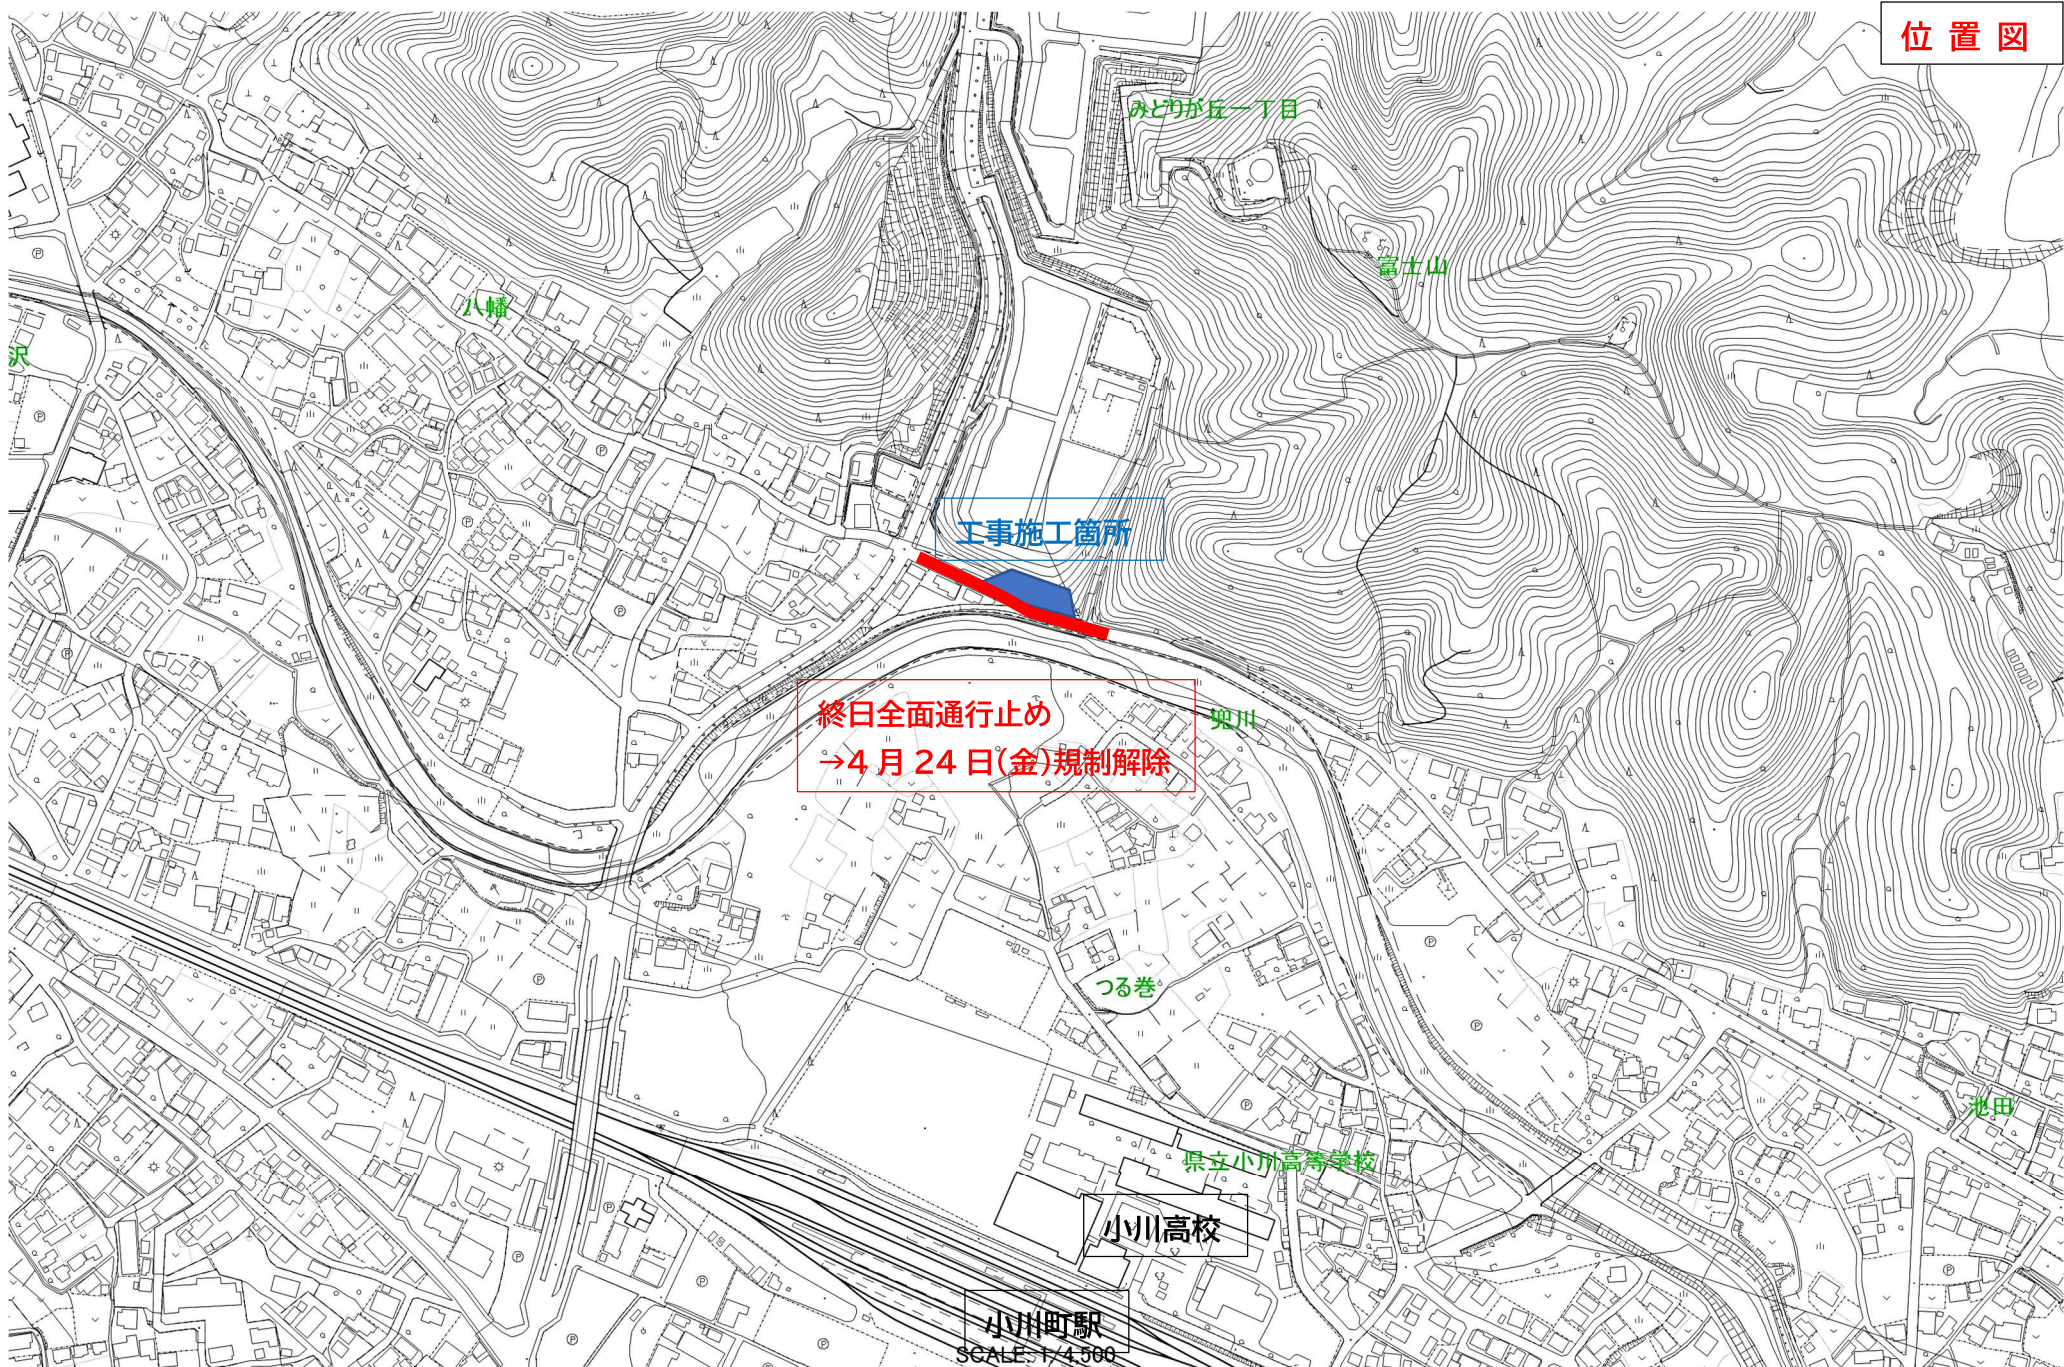 位置図
みどりが丘一丁目
富士山
八幡
沢
工事施工箇所
終日全面通行止め
→4月24日(金)規制解除
兜川
つる巻
池田
県立小川高等学校
小川高校
小川町駅
SCALE: 1/4,500